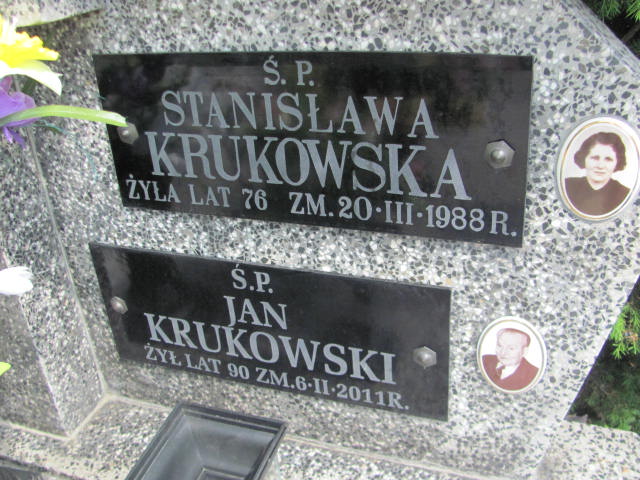 Ś. P.
STANISŁAWA
KRUKOWSKA
ŻYŁA LAT 76 ZM. 20·III·1988 R.
Ś.P.
JAN
KRUKOWSKI
ŻYŁ LAT 90 ZM. 6·II·2011 R.